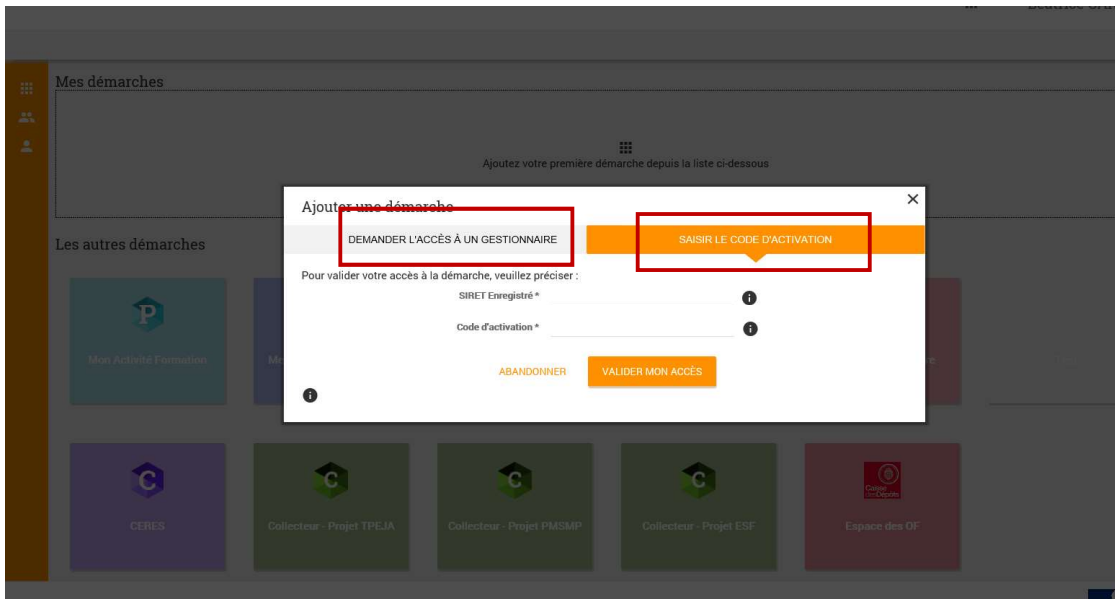 Mes démarches
Ajoutez votre première démarche depuis la liste ci-dessous
Ajouter une démarche
DEMANDER L'ACCÈS À UN GESTIONNAIRE
SAISIR LE CODE D'ACTIVATION
Les autres démarches
Pour valider votre accès à la démarche, veuillez préciser :
SIRET Enregistré *
Code d'activation *
ABANDONNER
VALIDER MON ACCÈS
Mon Activité Formation
CERES
Collecteur - Projet TPEJA
Collecteur - Projet PMSMP
Collecteur - Projet ESF
Caisse des Dépôts
Espace des OF